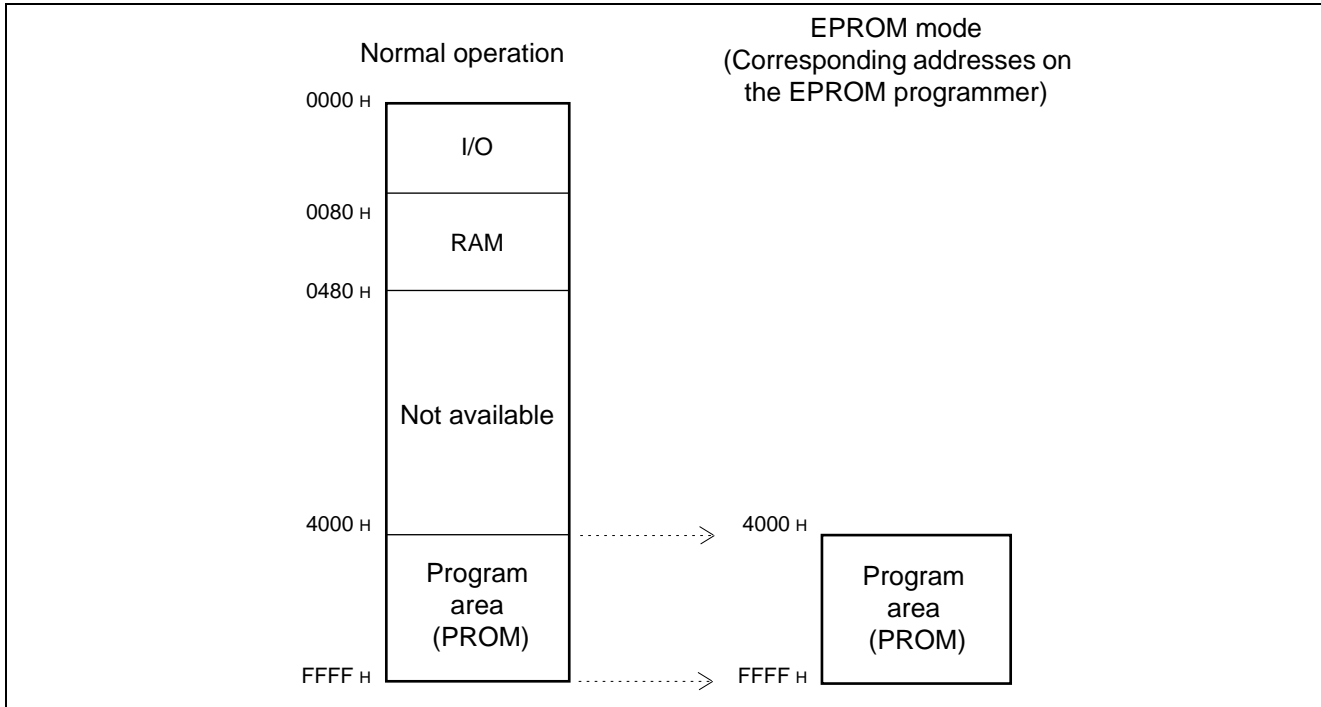 Normal operation
EPROM mode
(Corresponding addresses on
the EPROM programmer)
0000 H
I/O
0080 H
RAM
0480 H
Not available
4000 H
4000 H
Program
area
(PROM)
Program
area
(PROM)
FFFF H
FFFF H